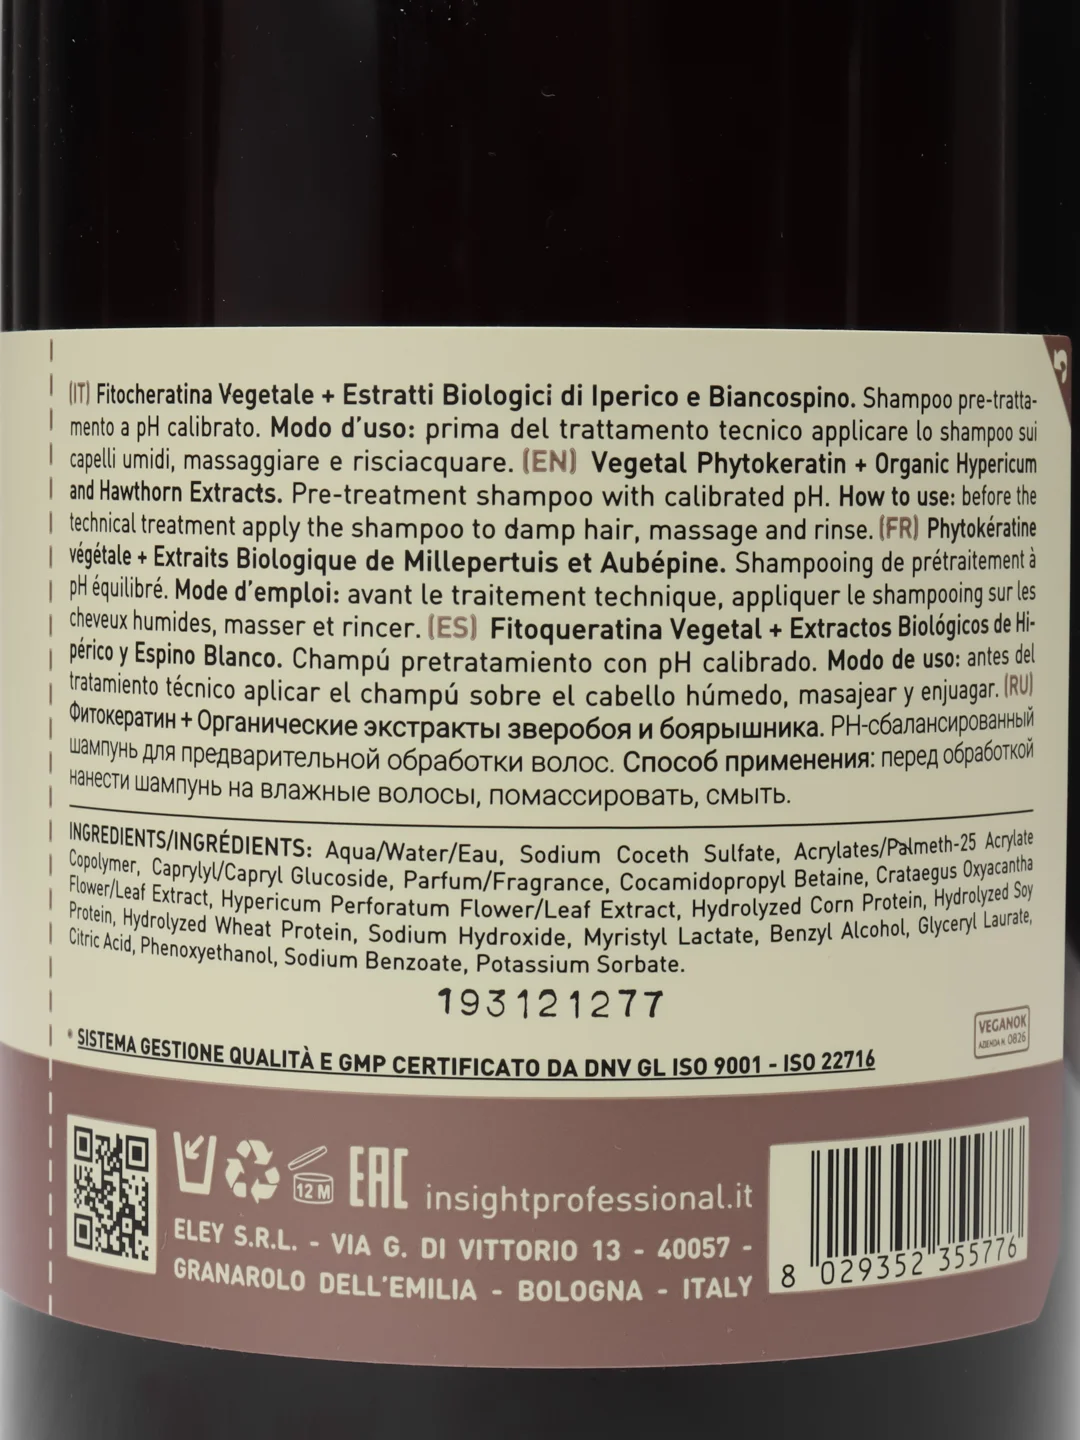 (IT) Fitocheratina Vegetale + Estratti Biologici di Iperico e Biancospino. Shampoo pre-tratta-
mento a pH calibrato. Modo d'uso: prima del trattamento tecnico applicare lo shampoo sui
capelli umidi, massaggiare e risciacquare. (EN) Vegetal Phytokeratin + Organic Hypericum
and Hawthorn Extracts. Pre-treatment shampoo with calibrated pH. How to use: before the
technical treatment apply the shampoo to damp hair, massage and rinse. (FR) Phytokératine
végétale + Extraits Biologique de Millepertuis et Aubépine. Shampooing de prétraitement à
pH équilibré. Mode d'emploi: avant le traitement technique, appliquer le shampooing sur les
cheveux humides, masser et rincer. (ES) Fitoqueratina Vegetal + Extractos Biológicos de Hi-
périco y Espino Blanco. Champú pretratamiento con pH calibrado. Modo de uso: antes del
tratamiento técnico aplicar el champú sobre el cabello húmedo, masajear y enjuagar. (RU)
Фитокератин + Органические экстракты зверобоя и боярышника. PH-сбалансированный
шампунь для предварительной обработки волос. Способ применения: перед обработкой
нанести шампунь на влажные волосы, помассировать, смыть.
INGREDIENTS/INGRÉDIENTS: Aqua/Water/Eau, Sodium Coceth Sulfate, Acrylates/Palmeth-25 Acrylate
Copolymer, Caprylyl/Capryl Glucoside, Parfum/Fragrance, Cocamidopropyl Betaine, Crataegus Oxyacantha
Flower/Leaf Extract, Hypericum Perforatum Flower/Leaf Extract, Hydrolyzed Corn Protein, Hydrolyzed Soy
Protein, Hydrolyzed Wheat Protein, Sodium Hydroxide, Myristyl Lactate, Benzyl Alcohol, Glyceryl Laurate,
Citric Acid, Phenoxyethanol, Sodium Benzoate, Potassium Sorbate.
193121277
VEGANOK
AZIENDA N. 0826
* SISTEMA GESTIONE QUALITÀ E GMP CERTIFICATO DA DNV GL ISO 9001 - ISO 22716
12 M EAC insightprofessional.it
ELEY S.R.L. - VIA G. DI VITTORIO 13 - 40057 -
GRANAROLO DELL'EMILIA - BOLOGNA - ITALY
8 029352 355776